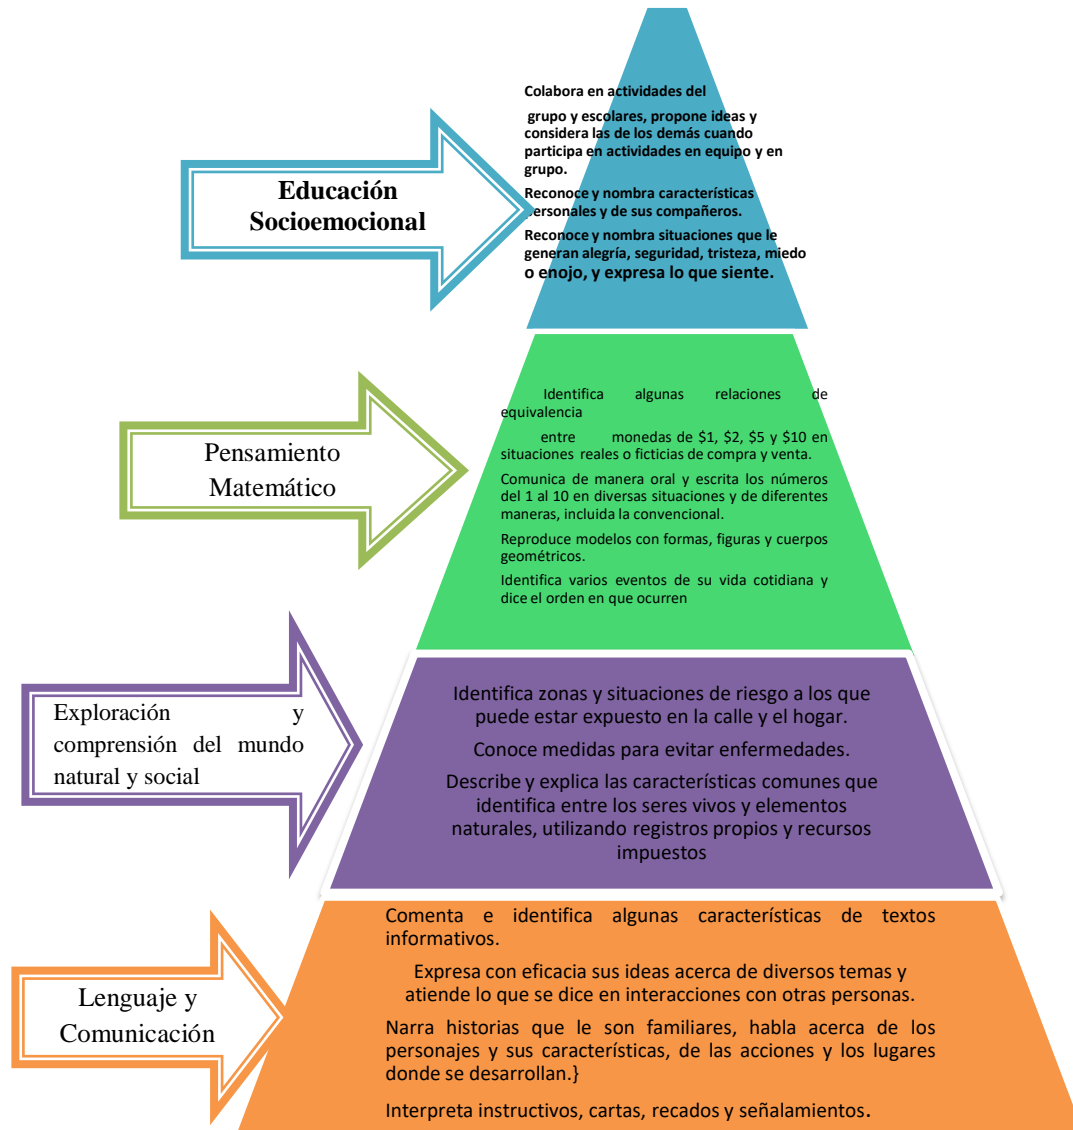 Colabora en actividades del
grupo y escolares, propone ideas y
considera las de los demás cuando
participa en actividades en equipo y en
grupo.
Reconoce y nombra características
personales y de sus compañeros.
Reconoce y nombra situaciones que le
generan alegría, seguridad, tristeza, miedo
o enojo, y expresa lo que siente.
Educación
Socioemocional
Identifica algunas relaciones de
equivalencia
entre monedas de $1, $2, $5 y $10 en
situaciones reales o ficticias de compra y venta.
Comunica de manera oral y escrita los números
del 1 al 10 en diversas situaciones y de diferentes
maneras, incluida la convencional.
Reproduce modelos con formas, figuras y cuerpos
geométricos.
Identifica varios eventos de su vida cotidiana y
dice el orden en que ocurren
Pensamiento
Matemático
Identifica zonas y situaciones de riesgo a los que
puede estar expuesto en la calle y el hogar.
Conoce medidas para evitar enfermedades.
Describe y explica las características comunes que
identifica entre los seres vivos y elementos
naturales, utilizando registros propios y recursos
impuestos
Exploración y
comprensión del mundo
natural y social
Comenta e identifica algunas características de textos
informativos.
Expresa con eficacia sus ideas acerca de diversos temas y
atiende lo que se dice en interacciones con otras personas.
Narra historias que le son familiares, habla acerca de los
personajes y sus características, de las acciones y los lugares
donde se desarrollan.}
Interpreta instructivos, cartas, recados y señalamientos.
Lenguaje y
Comunicación